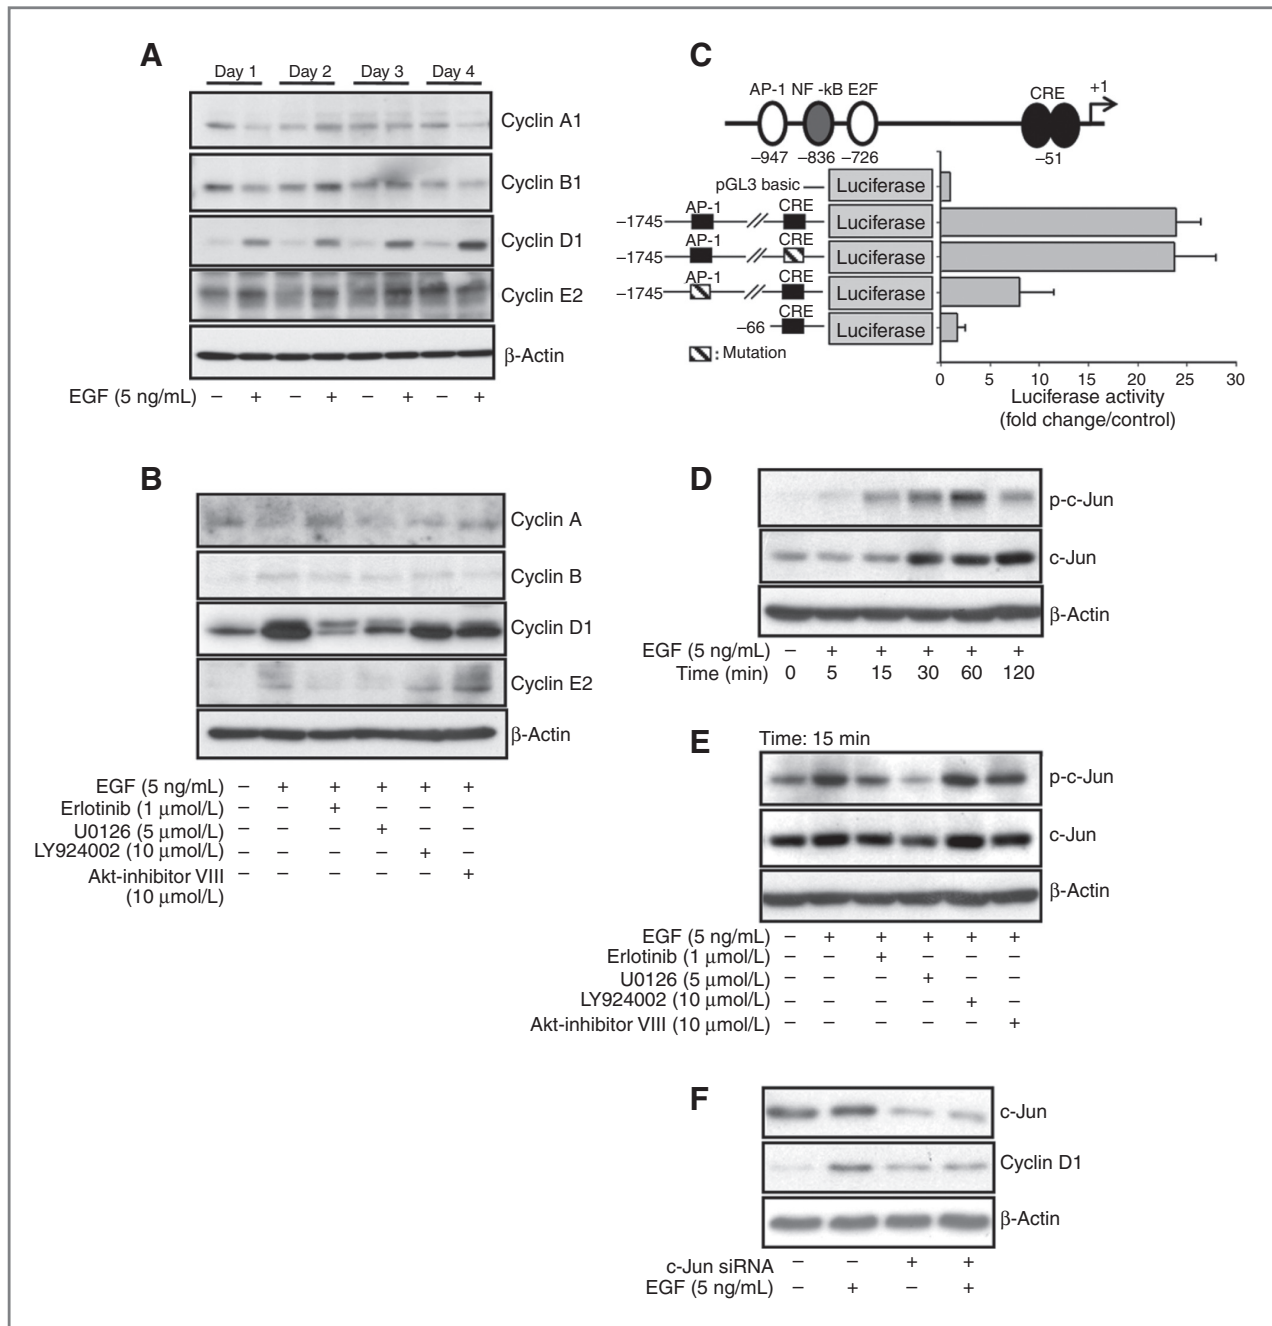 A
Day 1 Day 2 Day 3 Day 4
Cyclin A1
Cyclin B1
Cyclin D1
Cyclin E2
β-Actin
EGF (5 ng/mL) – + – + – + – +
B
Cyclin A
Cyclin B
Cyclin D1
Cyclin E2
β-Actin
EGF (5 ng/mL) – + + + + +
Erlotinib (1 μmol/L) – – + – – –
U0126 (5 μmol/L) – – – + – –
LY924002 (10 μmol/L) – – – – + –
Akt-inhibitor VIII – – – – – +
(10 μmol/L)
C
AP-1 NF -kB E2F CRE +1
–947 –836 –726 –51
pGL3 basic Luciferase
AP-1 CRE
–1745 Luciferase
AP-1 CRE
–1745 Luciferase
AP-1 CRE
–1745 Luciferase
CRE
–66 Luciferase
: Mutation
0 5 10 15 20 25 30
Luciferase activity
(fold change/control)
D
p-c-Jun
c-Jun
β-Actin
EGF (5 ng/mL) – + + + + +
Time (min) 0 5 15 30 60 120
E
Time: 15 min
p-c-Jun
c-Jun
β-Actin
EGF (5 ng/mL) – + + + + +
Erlotinib (1 μmol/L) – – + – – –
U0126 (5 μmol/L) – – – + – –
LY924002 (10 μmol/L) – – – – + –
Akt-inhibitor VIII (10 μmol/L) – – – – – +
F
c-Jun
Cyclin D1
β-Actin
c-Jun siRNA – – + +
EGF (5 ng/mL) – + – +